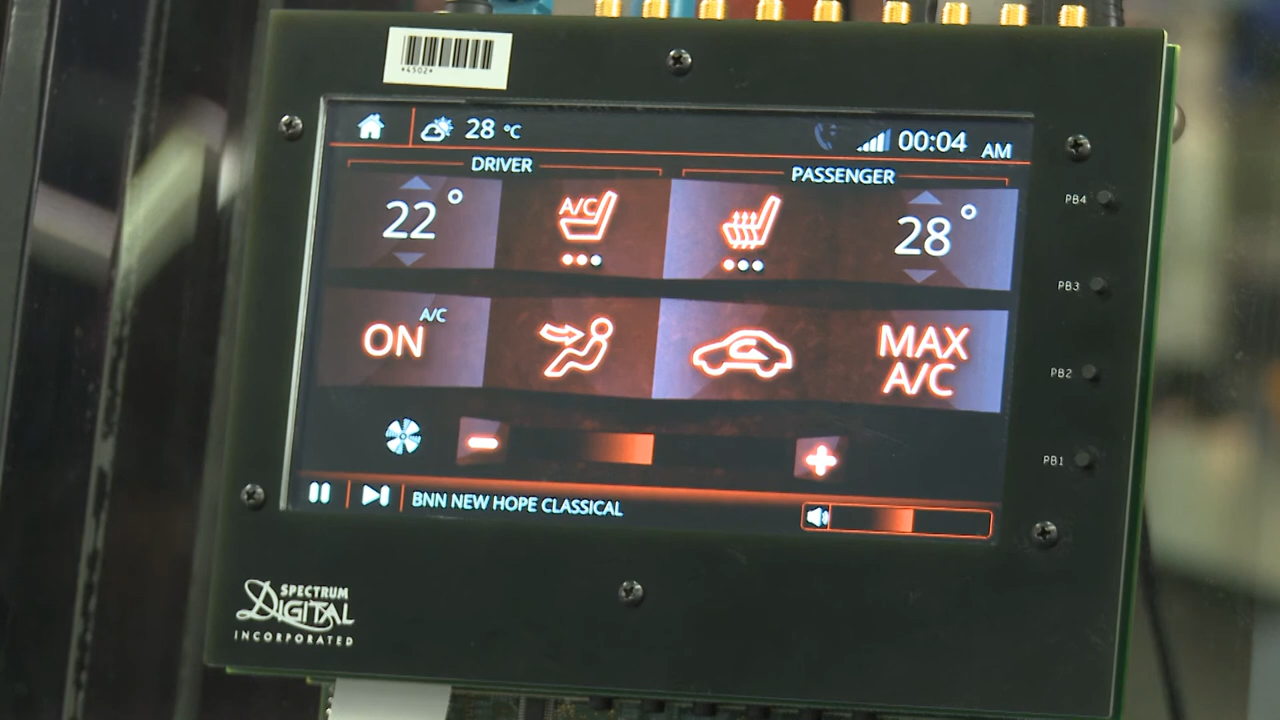 *4502*
28 °C
00:04 AM
DRIVER
PASSENGER
22°
A/C
28°
PB4
PB3
A/C
ON
MAX
A/C
PB2
PB1
BNN NEW HOPE CLASSICAL
SPECTRUM
DIGITAL
INCORPORATED